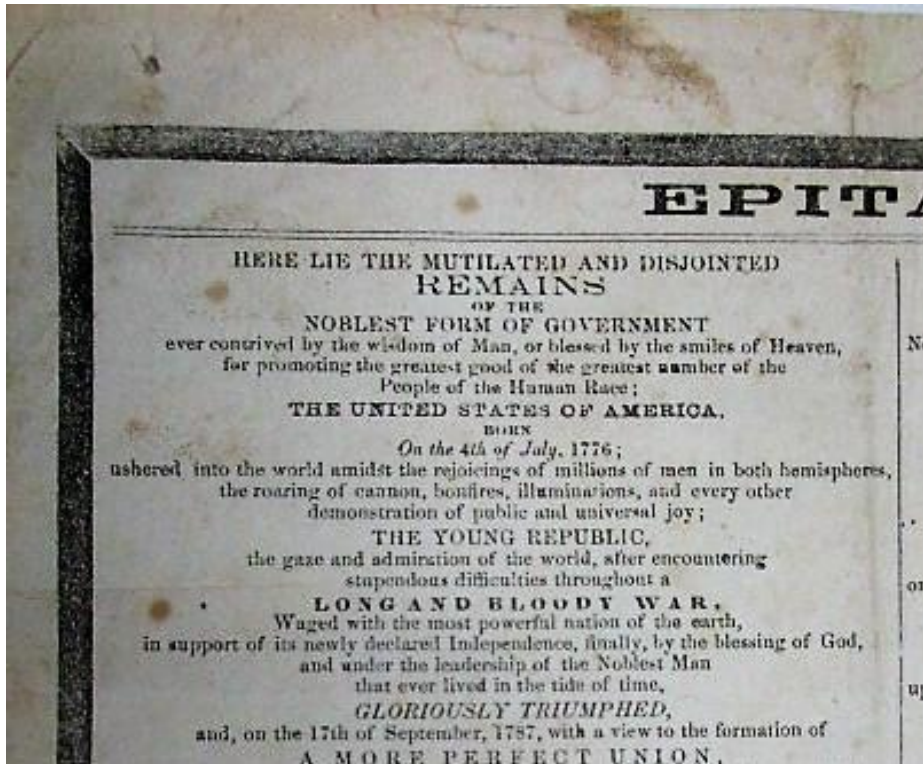 EPITA
HERE LIE THE MUTILATED AND DISJOINTED
REMAINS
OF THE
NOBLEST FORM OF GOVERNMENT
ever contrived by the wisdom of Man, or blessed by the smiles of Heaven,
for promoting the greatest good of the greatest number of the
People of the Human Race;
THE UNITED STATES OF AMERICA,
BORN
On the 4th of July, 1776;
ushered into the world amidst the rejoicings of millions of men in both hemispheres,
the roaring of cannon, bonfires, illuminations, and every other
demonstration of public and universal joy;
THE YOUNG REPUBLIC,
the gaze and admiration of the world, after encountering
stupendous difficulties throughout a
LONG AND BLOODY WAR,
Waged with the most powerful nation of the earth,
in support of its newly declared Independence, finally, by the blessing of God,
and under the leadership of the Noblest Man
that ever lived in the tide of time,
GLORIOUSLY TRIUMPHED,
and, on the 17th of September, 1787, with a view to the formation of
A MORE PERFECT UNION,